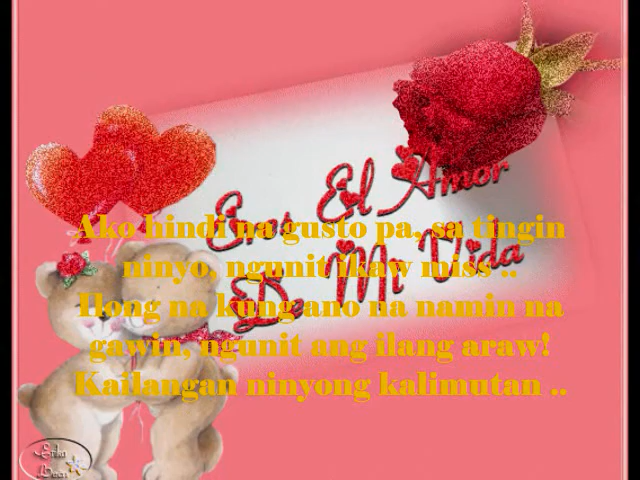 Eres El Amor
De Mi Vida
Ako hindi na gusto pa, sa tingin
ninyo, ngunit ikaw miss ..
Ilong na kung ano na namin na
gawin, ngunit ang ilang araw!
Kailangan ninyong kalimutan ..
Erika